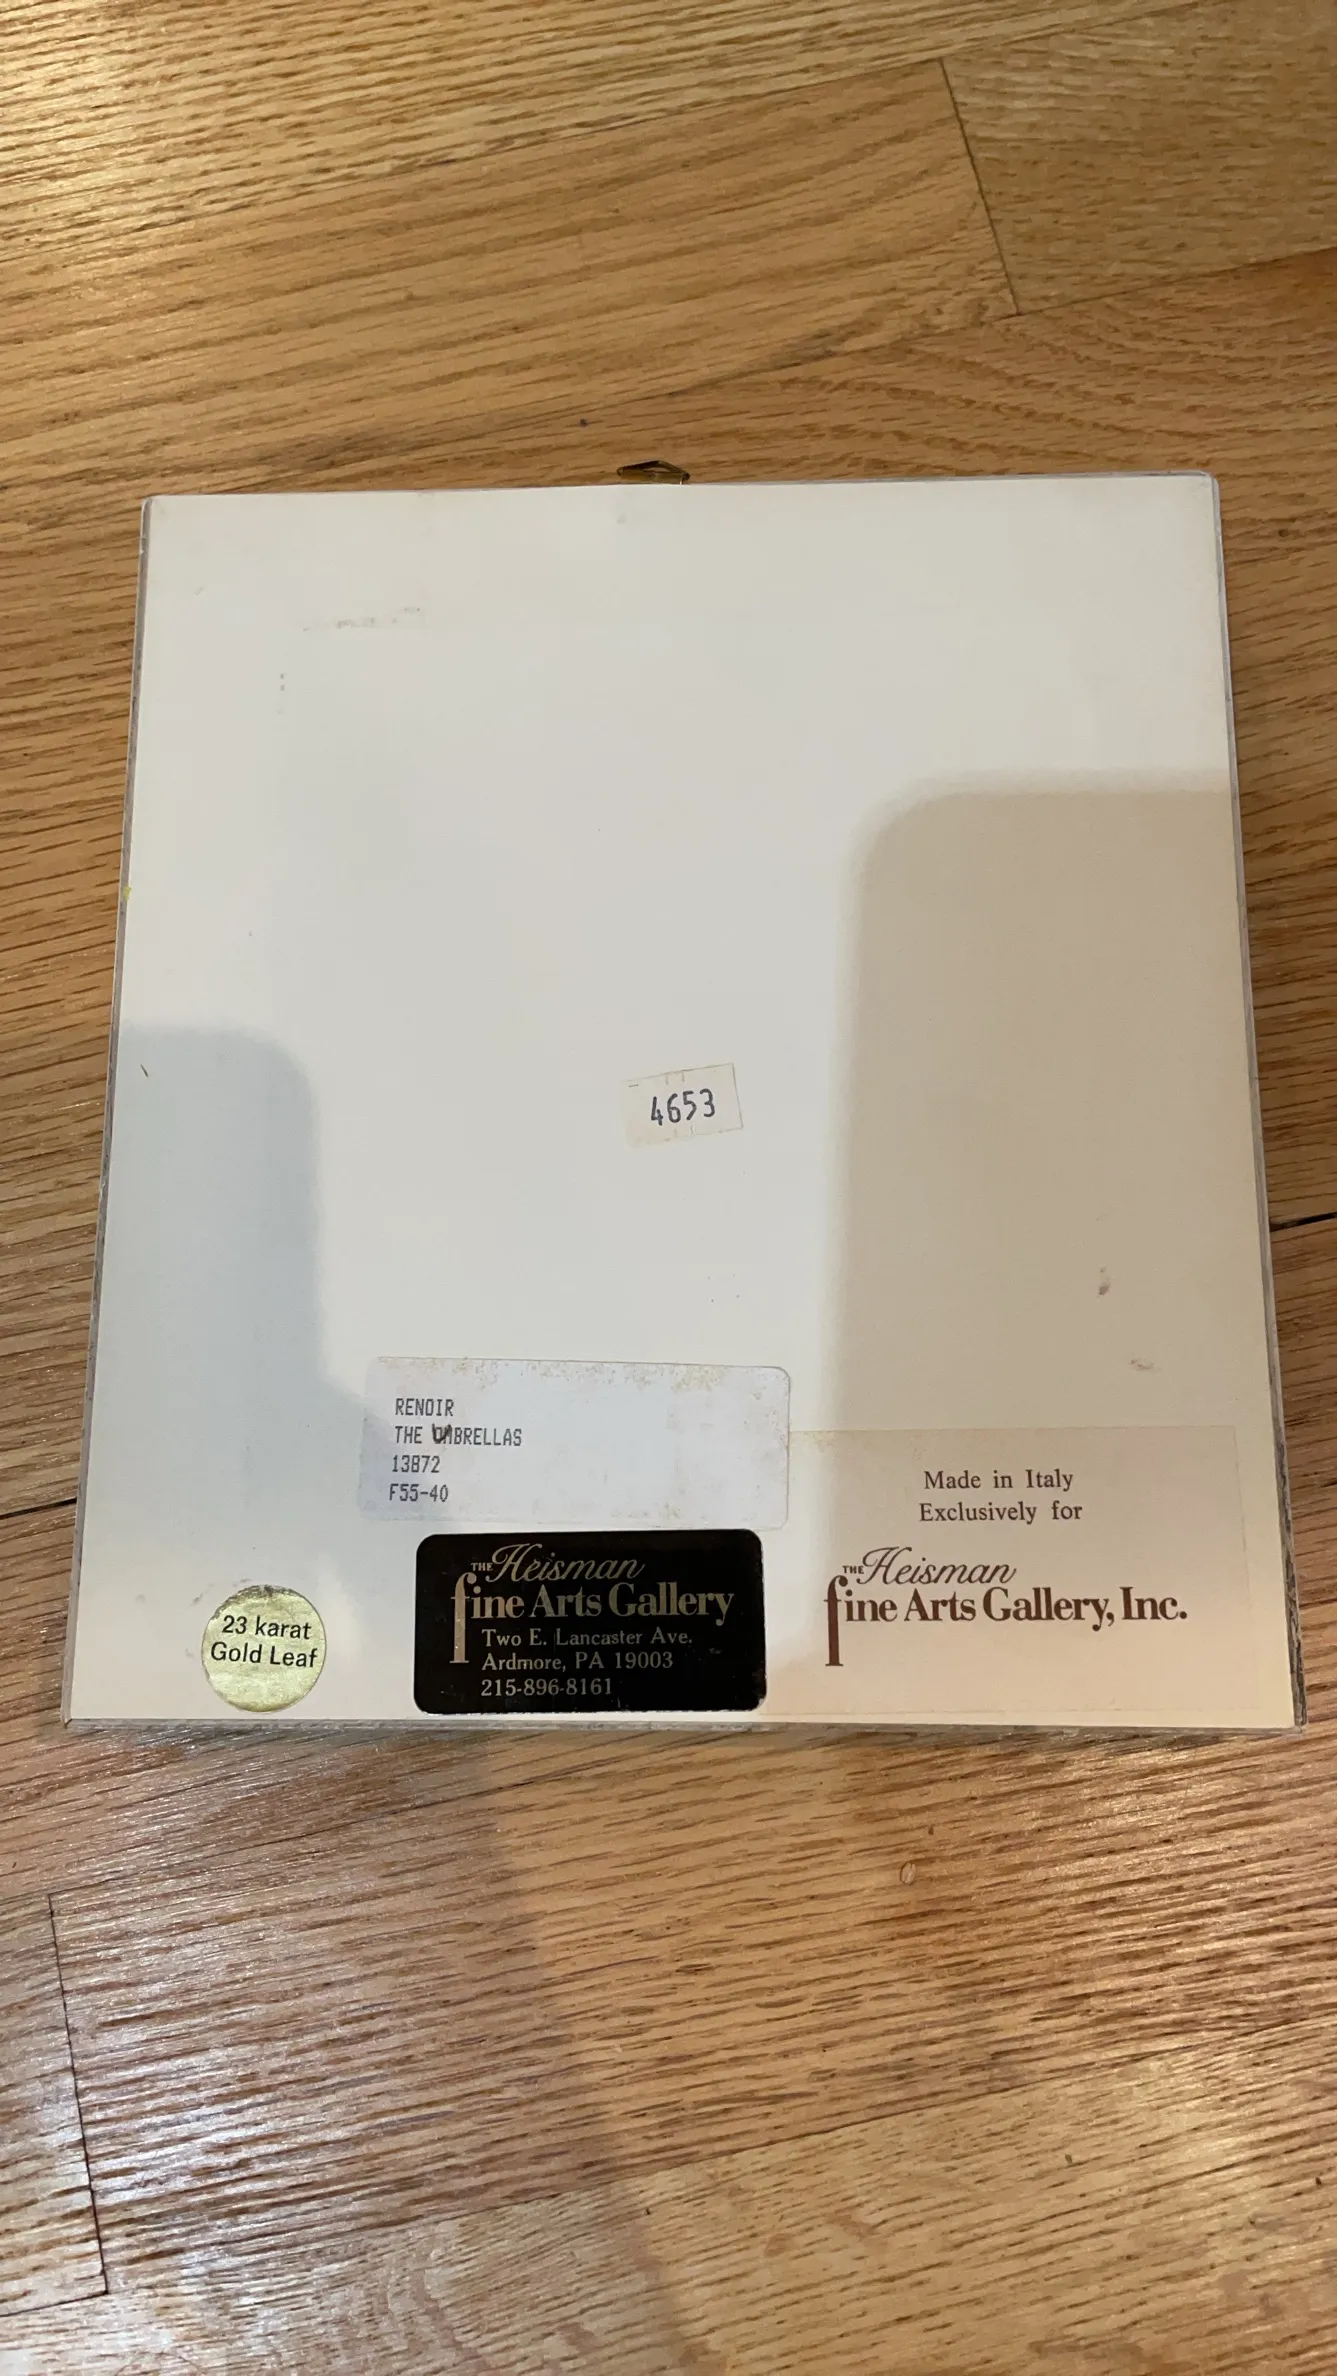 4653
RENOIR
THE UMBRELLAS
13872
F55-40
23 karat
Gold Leaf
THE Heisman
fine Arts Gallery
Two E. Lancaster Ave.
Ardmore, PA 19003
215-896-8161
Made in Italy
Exclusively for
THE Heisman
fine Arts Gallery, Inc.